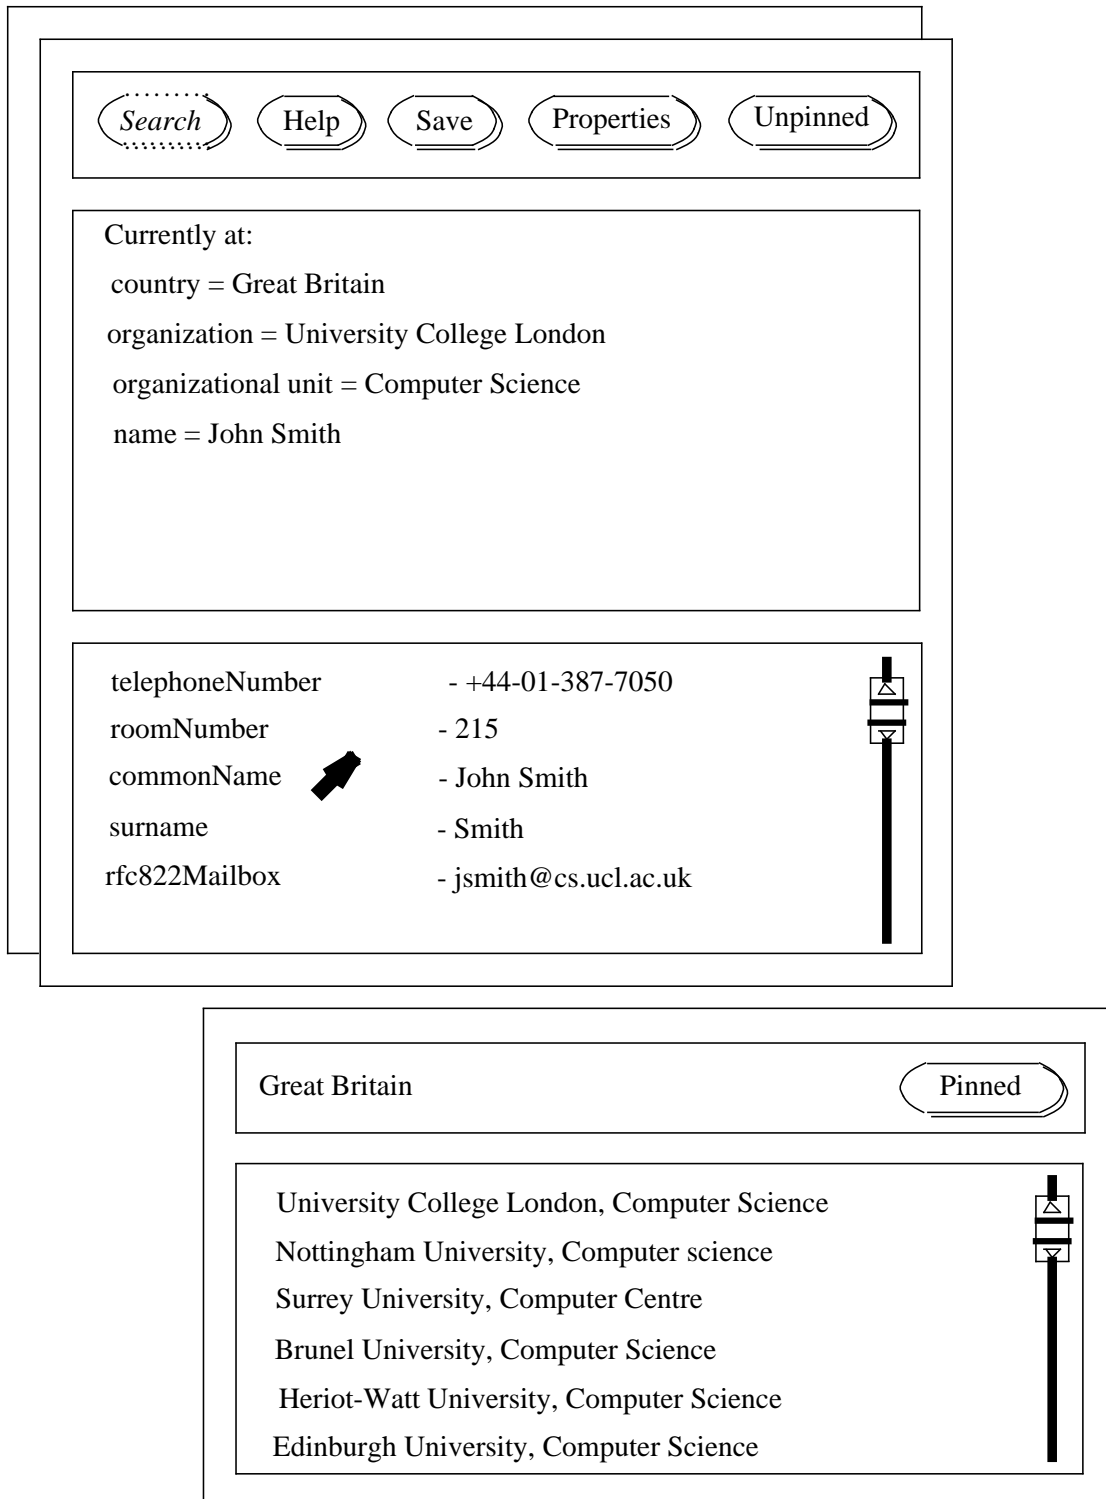 Search Help Save Properties Unpinned
Currently at:
country = Great Britain
organization = University College London
organizational unit = Computer Science
name = John Smith
telephoneNumber - +44-01-387-7050
roomNumber - 215
commonName - John Smith
surname - Smith
rfc822Mailbox - jsmith@cs.ucl.ac.uk
Great Britain Pinned
University College London, Computer Science
Nottingham University, Computer science
Surrey University, Computer Centre
Brunel University, Computer Science
Heriot-Watt University, Computer Science
Edinburgh University, Computer Science